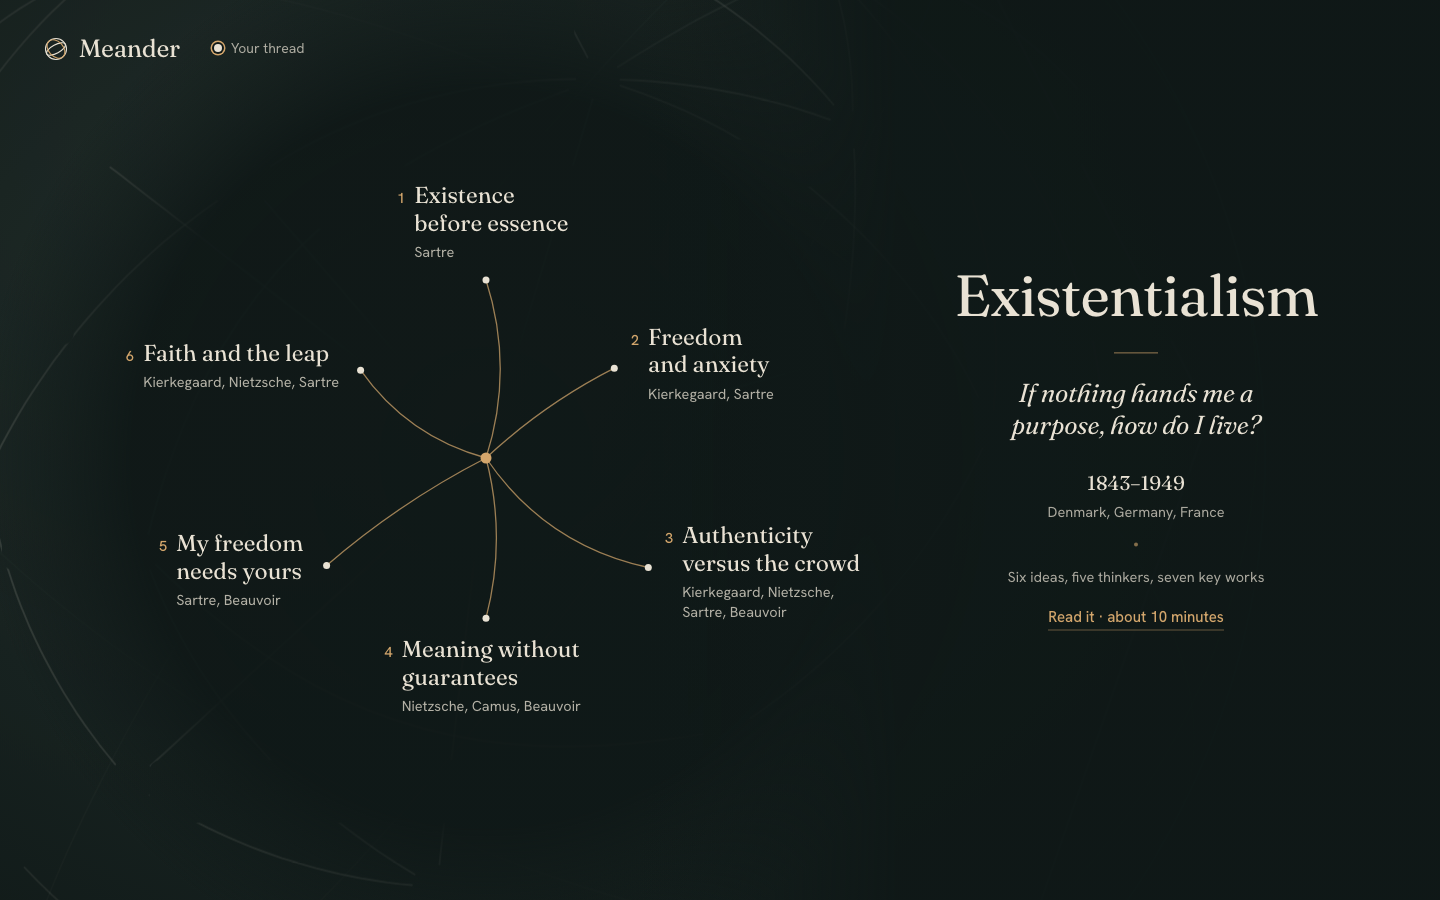 Meander
Your thread
1 Existence
before essence
Sartre
2 Freedom
and anxiety
Kierkegaard, Sartre
3 Authenticity
versus the crowd
Kierkegaard, Nietzsche,
Sartre, Beauvoir
4 Meaning without
guarantees
Nietzsche, Camus, Beauvoir
5 My freedom
needs yours
Sartre, Beauvoir
6 Faith and the leap
Kierkegaard, Nietzsche, Sartre
Existentialism
If nothing hands me a
purpose, how do I live?
1843–1949
Denmark, Germany, France
Six ideas, five thinkers, seven key works
Read it · about 10 minutes